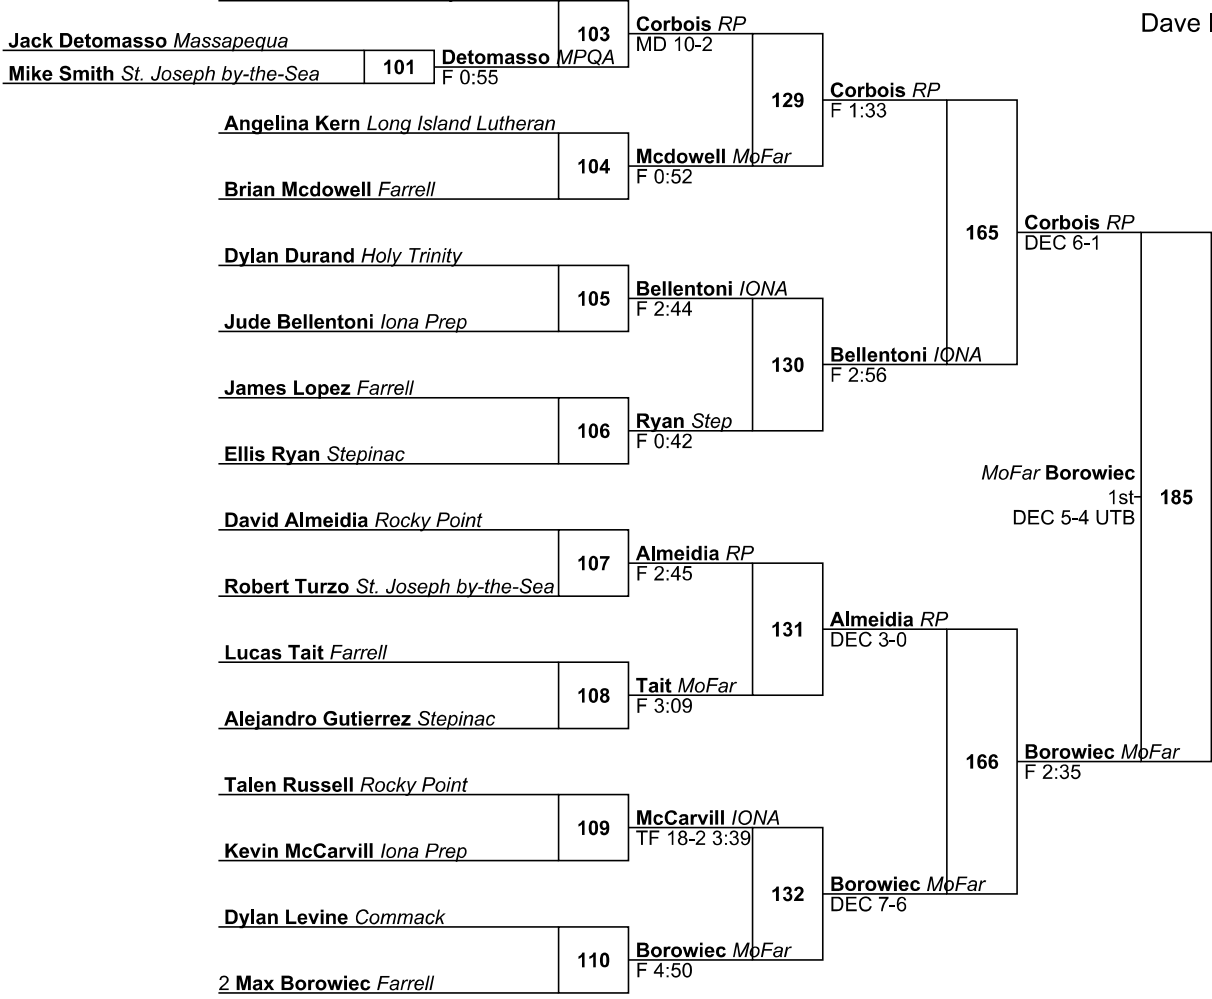 Dave
Corbois RP
103
MD 10-2
Jack Detomasso Massapequa
Detomasso MPQA
101
Mike Smith St. Joseph by-the-Sea
F 0:55
Corbois RP
129
F 1:33
Angelina Kern Long Island Lutheran
Mcdowell MoFar
104
F 0:52
Brian Mcdowell Farrell
Corbois RP
165
DEC 6-1
Dylan Durand Holy Trinity
Bellentoni IONA
105
F 2:44
Jude Bellentoni Iona Prep
Bellentoni IONA
130
F 2:56
James Lopez Farrell
Ryan Step
106
F 0:42
Ellis Ryan Stepinac
MoFar Borowiec
1st
185
DEC 5-4 UTB
David Almeidia Rocky Point
Almeidia RP
107
F 2:45
Robert Turzo St. Joseph by-the-Sea
Almeidia RP
131
DEC 3-0
Lucas Tait Farrell
Tait MoFar
108
F 3:09
Alejandro Gutierrez Stepinac
Borowiec MoFar
166
F 2:35
Talen Russell Rocky Point
McCarvill IONA
109
TF 18-2 3:39
Kevin McCarvill Iona Prep
Borowiec MoFar
132
DEC 7-6
Dylan Levine Commack
Borowiec MoFar
110
F 4:50
2 Max Borowiec Farrell